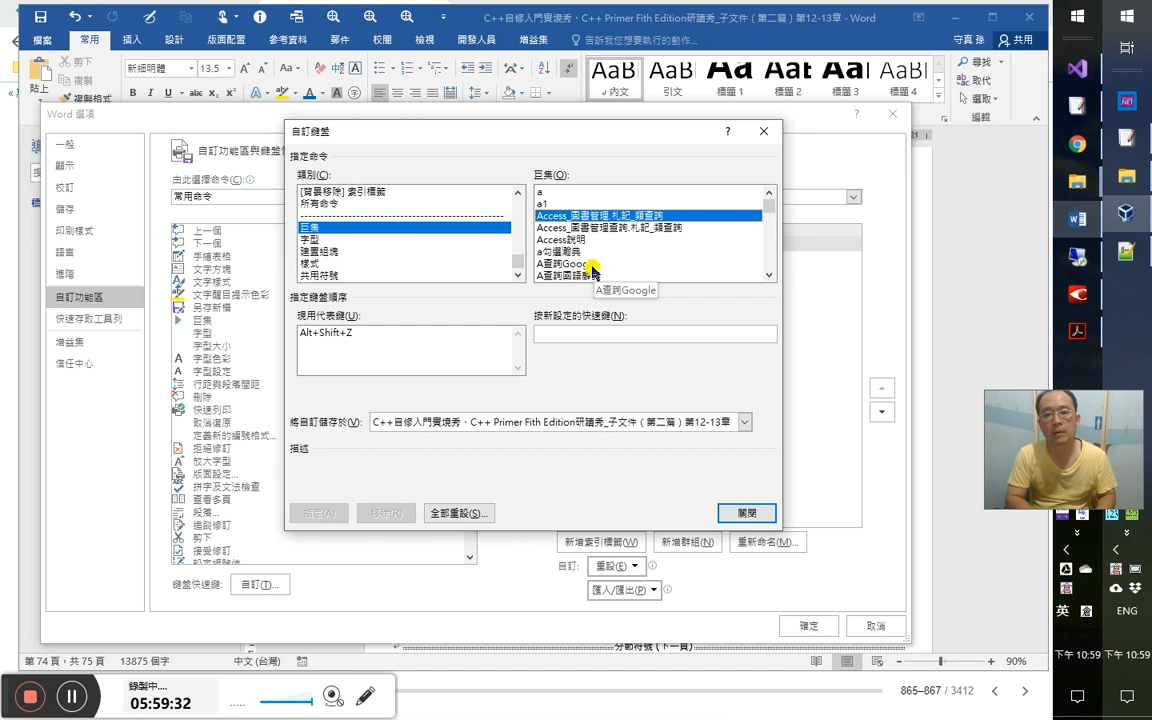 C++自修入門實境秀、C++ Primer Fith Edition研讀秀_子文件（第二篇）第12-13章 - Word
檔案 常用 插入 設計 版面配置 參考資料 郵件 校閱 檢視 開發人員 增益集 告訴我您想要執行的動作... 守真 孫 共用
貼上
剪下
複製
複製格式
新細明體 13.5
AaB AaB Aa Aat Aal AaBl
內文 引文 標題 1 標題 2 標題 3 標題 4
尋找
取代
選取
編輯
Word 選項
一般
顯示
校訂
儲存
印刷樣式
語言
進階
自訂功能區
快速存取工具列
增益集
信任中心
由此選擇命令(C):
常用命令
上一個
下一個
手繪表格
文字方塊
文字樣式
文字醒目提示色彩
另存新檔
巨集
字型
字型大小
字型色彩
字型設定
行距與段落間距
刪除
快速列印
取消復原
定義新的編號格式...
拒絕修訂
放大字型
版面設定...
拼字及文法檢查
查看多頁
段落...
追蹤修訂
剪下
接受修訂
鍵盤快速鍵: 自訂(T)...
自訂鍵盤
指定命令
類別(C):
[背景移除] 索引標籤
所有命令
巨集
字型
建置組塊
樣式
共用符號
巨集(O):
a
a1
Access_圖書管理.札記_類查詢
Access_圖書管理查詢.札記_類查詢
Access說明
a勾選瀚典
A查詢Goo
A查詢國語辭
A查詢Google
指定鍵盤順序
現用代表鍵(U):
Alt+Shift+Z
按新設定的快速鍵(N):
將自訂儲存於(V): C++自修入門實境秀、C++ Primer Fith Edition研讀秀_子文件（第二篇）第12-13章
描述
指定(A) 移除(R) 全部重設(S)... 關閉
新增索引標籤(W) 新增群組(N) 重新命名(M)...
自訂: 重設(E)
匯入/匯出(P)
確定 取消
分節符號 (下一頁)
第 74 頁，共 75 頁 13875 個字 中文 (台灣) 90%
錄製中....
05:59:32
865–867 / 3412
英
倉
ENG
下午 10:59 下午 10:59